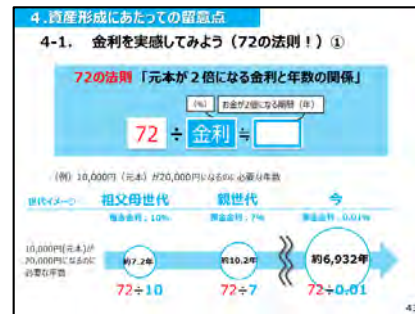 4．資産形成にあたっての留意点
4-1. 金利を実感してみよう（72の法則！）①
72の法則「元本が２倍になる金利と年数の関係」
（%） お金が2倍になる期間（年）
72 ÷ 金利 ≒
（例）10,000円（元本）が20,000円になるのに必要な年数
世代イメージ 祖父母世代 親世代 今
預金金利：7% 預金金利：0.01%
10,000円(元本)が
20,000円になるのに
必要な年数
約7.2年 約10.2年 約6,932年
72÷10 72÷7 72÷0.01